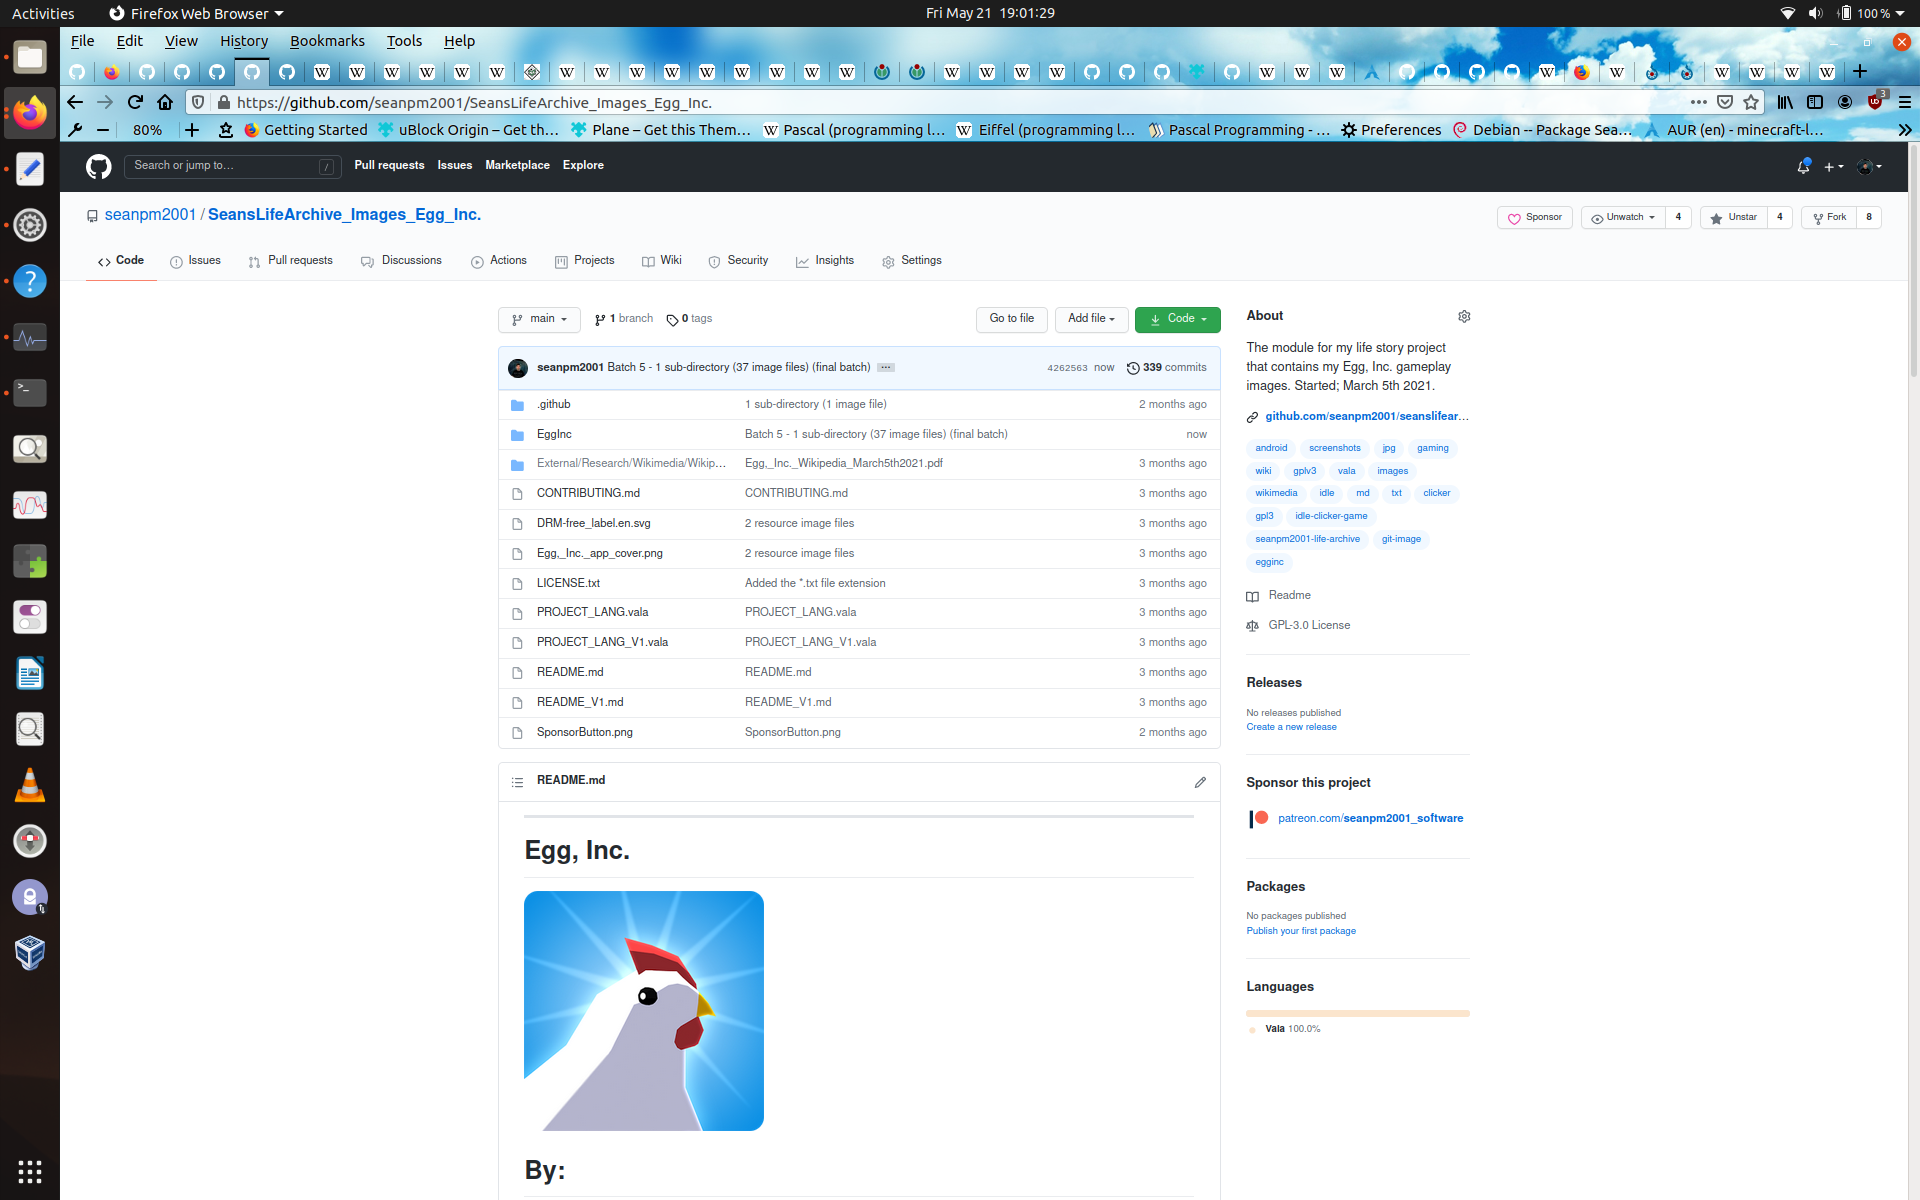 Activities Firefox Web Browser Fri May 21 19:01:29 100 %
File Edit View History Bookmarks Tools Help
https://github.com/seanpm2001/SeansLifeArchive_Images_Egg_Inc. 3
80% Getting Started uBlock Origin – Get th… Plane – Get this Them… Pascal (programming l… Eiffel (programming l… Pascal Programming - … Preferences Debian -- Package Sea… AUR (en) - minecraft-l…
Search or jump to… / Pull requests Issues Marketplace Explore
seanpm2001 / SeansLifeArchive_Images_Egg_Inc. Sponsor Unwatch 4 Unstar 4 Fork 8
Code Issues Pull requests Discussions Actions Projects Wiki Security Insights Settings
main 1 branch 0 tags Go to file Add file Code
seanpm2001 Batch 5 - 1 sub-directory (37 image files) (final batch) … 4262563 now 339 commits
.github 1 sub-directory (1 image file) 2 months ago
EggInc Batch 5 - 1 sub-directory (37 image files) (final batch) now
External/Research/Wikimedia/Wikip… Egg,_Inc._Wikipedia_March5th2021.pdf 3 months ago
CONTRIBUTING.md CONTRIBUTING.md 3 months ago
DRM-free_label.en.svg 2 resource image files 3 months ago
Egg,_Inc._app_cover.png 2 resource image files 3 months ago
LICENSE.txt Added the *.txt file extension 3 months ago
PROJECT_LANG.vala PROJECT_LANG.vala 3 months ago
PROJECT_LANG_V1.vala PROJECT_LANG_V1.vala 3 months ago
README.md README.md 3 months ago
README_V1.md README_V1.md 3 months ago
SponsorButton.png SponsorButton.png 2 months ago
README.md
Egg, Inc.
By:
About
The module for my life story project
that contains my Egg, Inc. gameplay
images. Started; March 5th 2021.
github.com/seanpm2001/seanslifear…
android screenshots jpg gaming
wiki gplv3 vala images
wikimedia idle md txt clicker
gpl3 idle-clicker-game
seanpm2001-life-archive git-image
egginc
Readme
GPL-3.0 License
Releases
No releases published
Create a new release
Sponsor this project
patreon.com/seanpm2001_software
Packages
No packages published
Publish your first package
Languages
Vala 100.0%